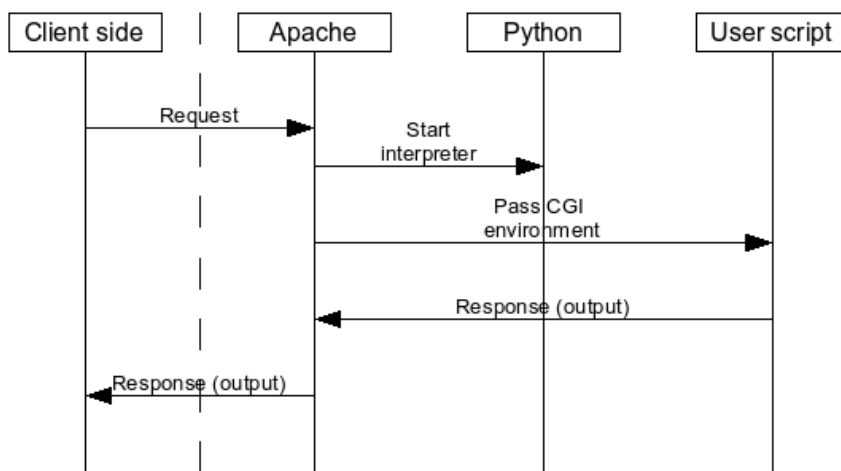 Client side
Apache
Python
User script
Request
Start
interpreter
Pass CGI
environment
Response (output)
Response (output)